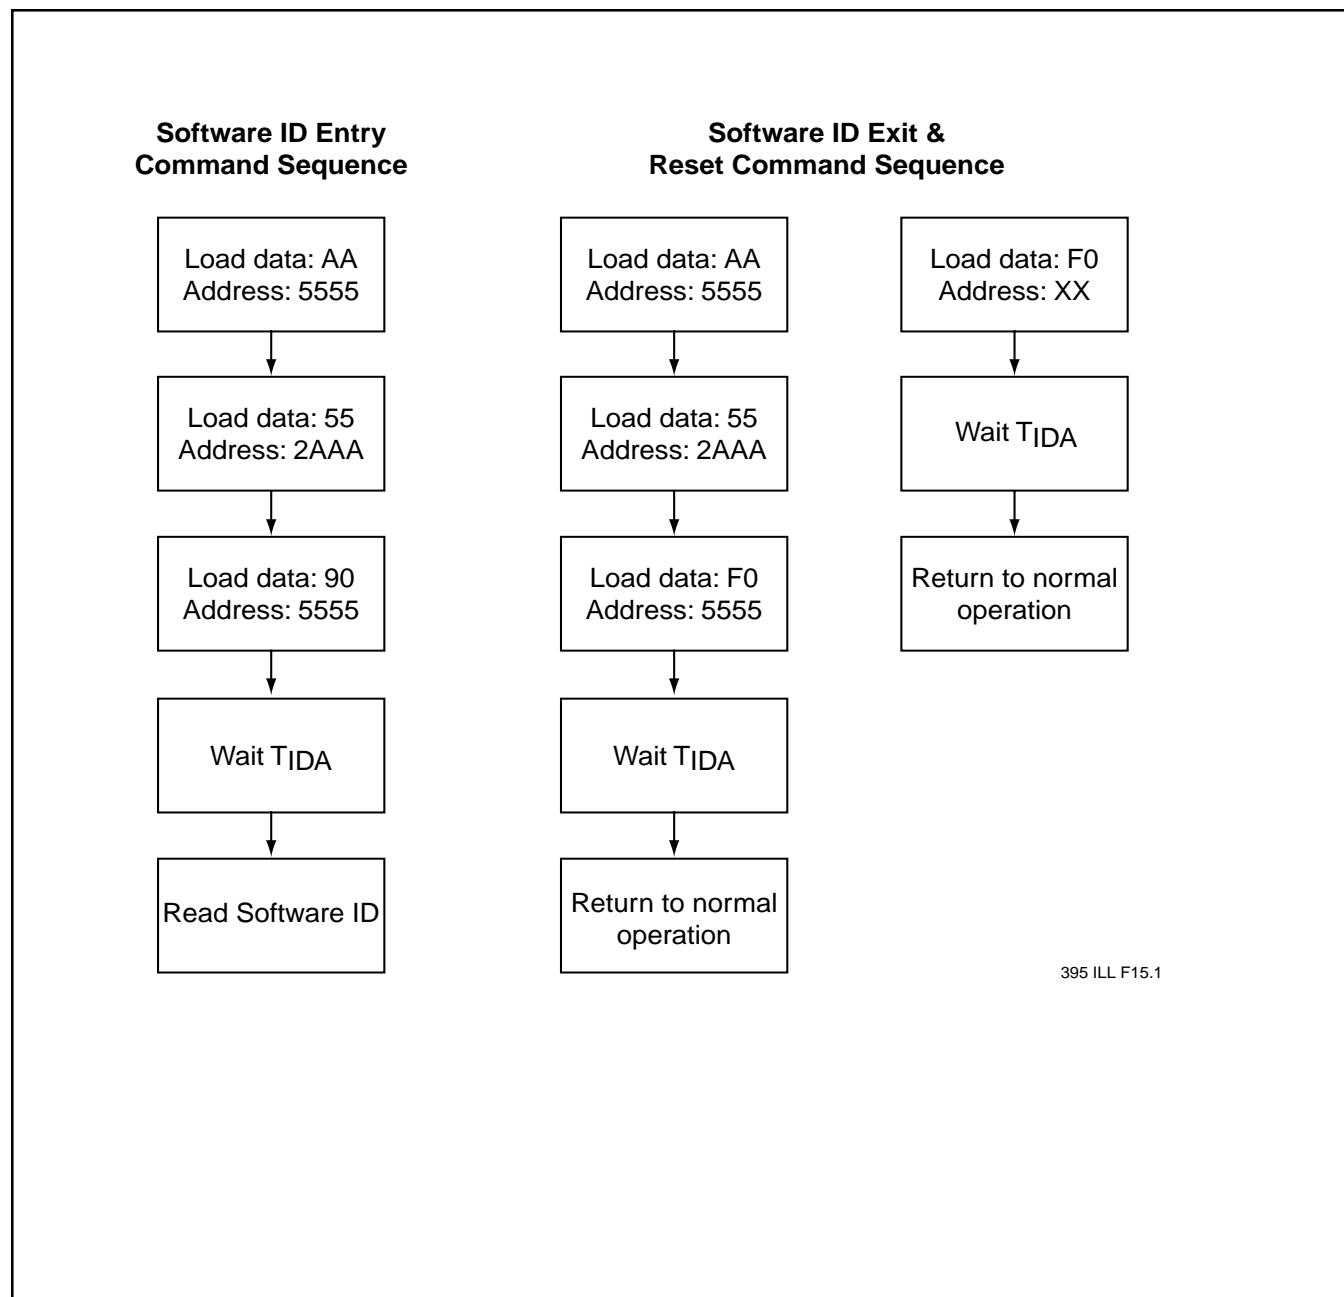 Software ID Entry
Command Sequence
Load data: AA
Address: 5555
Load data: 55
Address: 2AAA
Load data: 90
Address: 5555
Wait TIDA
Read Software ID
Software ID Exit &
Reset Command Sequence
Load data: AA
Address: 5555
Load data: 55
Address: 2AAA
Load data: F0
Address: 5555
Wait TIDA
Return to normal
operation
Load data: F0
Address: XX
Wait TIDA
Return to normal
operation
395 ILL F15.1